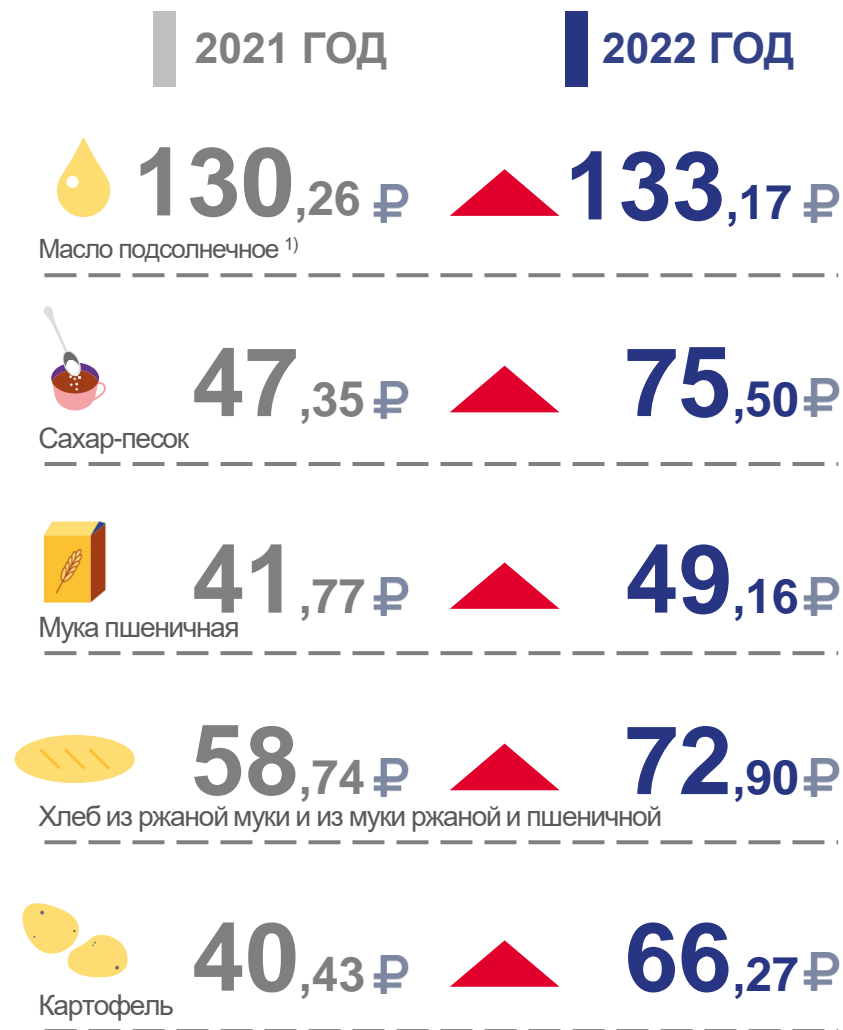 2021 ГОД 2022 ГОД
130,26 ₽ 133,17 ₽
Масло подсолнечное 1)
47,35 ₽ 75,50 ₽
Сахар-песок
41,77 ₽ 49,16 ₽
Мука пшеничная
58,74 ₽ 72,90 ₽
Хлеб из ржаной муки и из муки ржаной и пшеничной
40,43 ₽ 66,27 ₽
Картофель